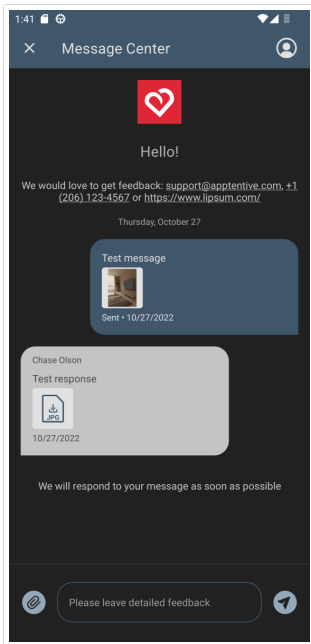 1:41
Message Center
Hello!
We would love to get feedback: support@apptentive.com, +1
(206) 123-4567 or https://www.lipsum.com/
Thursday, October 27
Test message
Sent • 10/27/2022
Chase Olson
Test response
JPG
10/27/2022
We will respond to your message as soon as possible
Please leave detailed feedback